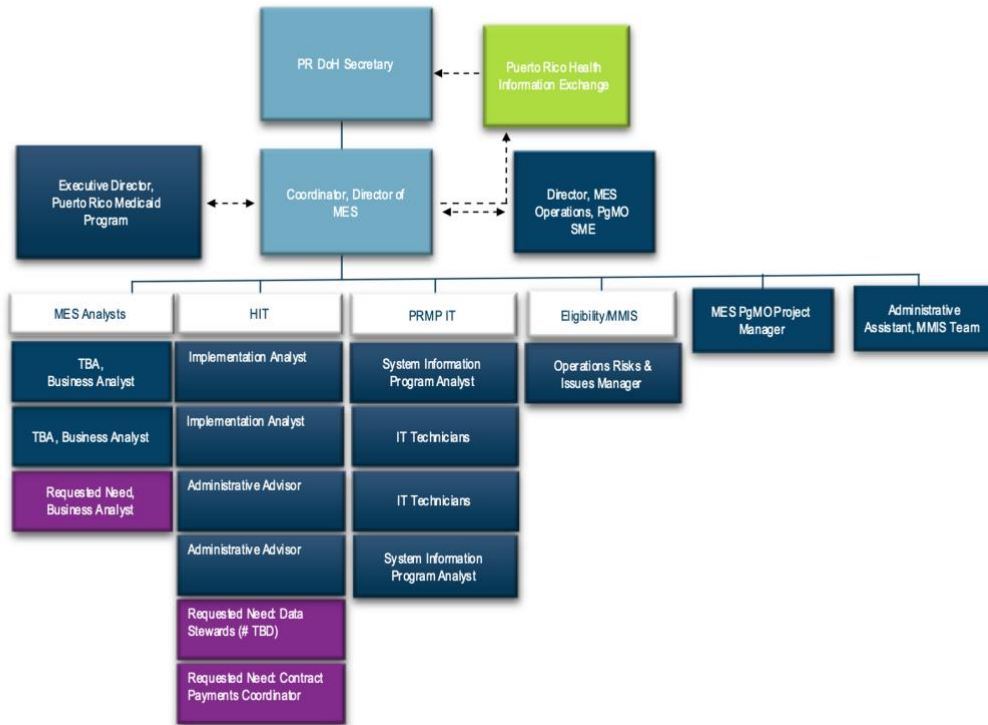 PR DoH Secretary
Puerto Rico Health
Information Exchange
Executive Director,
Puerto Rico Medicaid
Program
Coordinator, Director of
MES
Director, MES
Operations, PgMO
SME
MES Analysts
HIT
PRMP IT
Eligibility/MMIS
MES PgMO Project
Manager
Administrative
Assistant, MMIS Team
TBA,
Business Analyst
TBA, Business Analyst
Requested Need,
Business Analyst
Implementation Analyst
Implementation Analyst
Administrative Advisor
Administrative Advisor
Requested Need: Data
Stewards (# TBD)
Requested Need: Contract
Payments Coordinator
System Information
Program Analyst
IT Technicians
IT Technicians
System Information
Program Analyst
Operations Risks &
Issues Manager